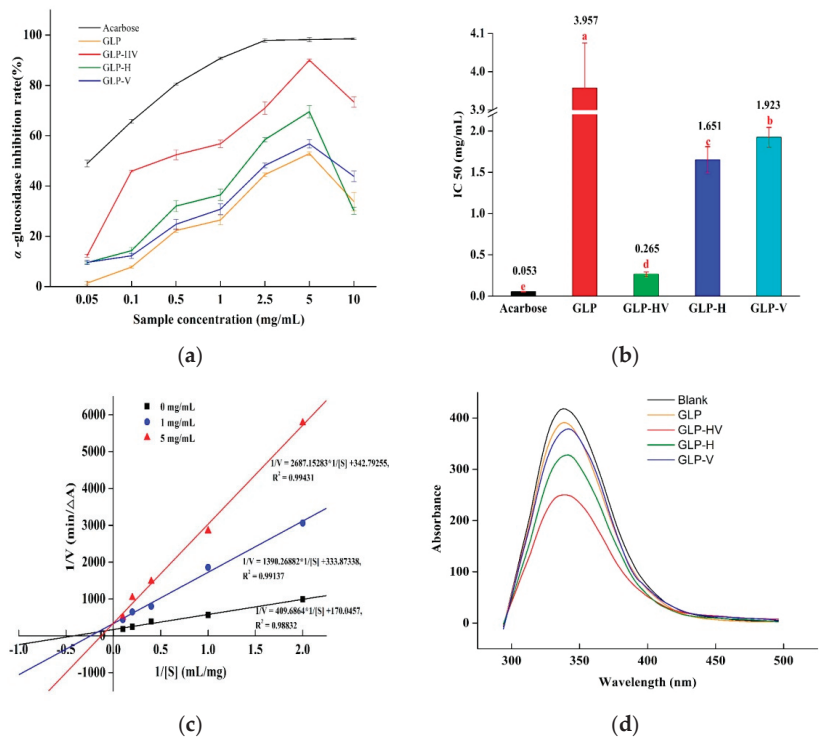 Acarbose
GLP
GLP-HV
GLP-H
GLP-V
α -glucosidase inhibition rate(%)
100
80
60
40
20
0
0.05 0.1 0.5 1 2.5 5 10
Sample concentration (mg/mL)
(a)
3.957
a
4.1
4.0
3.9
2.0
1.5
1.0
0.5
0.0
IC 50 (mg/mL)
0.053
e
0.265
d
1.651
c
1.923
b
Acarbose GLP GLP-HV GLP-H GLP-V
(b)
0 mg/mL
1 mg/mL
5 mg/mL
1/V (min/△A)
6000
5000
4000
3000
2000
1000
-1000
1/V = 2687.15283*1/[S] +342.79255,
R² = 0.99431
1/V = 1390.26882*1/[S] +333.87338,
R² = 0.99137
1/V = 409.6864*1/[S] +170.0457,
R² = 0.98832
-1.0 -0.5 0.0 0.5 1.0 1.5 2.0
1/[S] (mL/mg)
(c)
Blank
GLP
GLP-HV
GLP-H
GLP-V
Absorbance
400
300
200
100
0
300 350 400 450 500
Wavelength (nm)
(d)